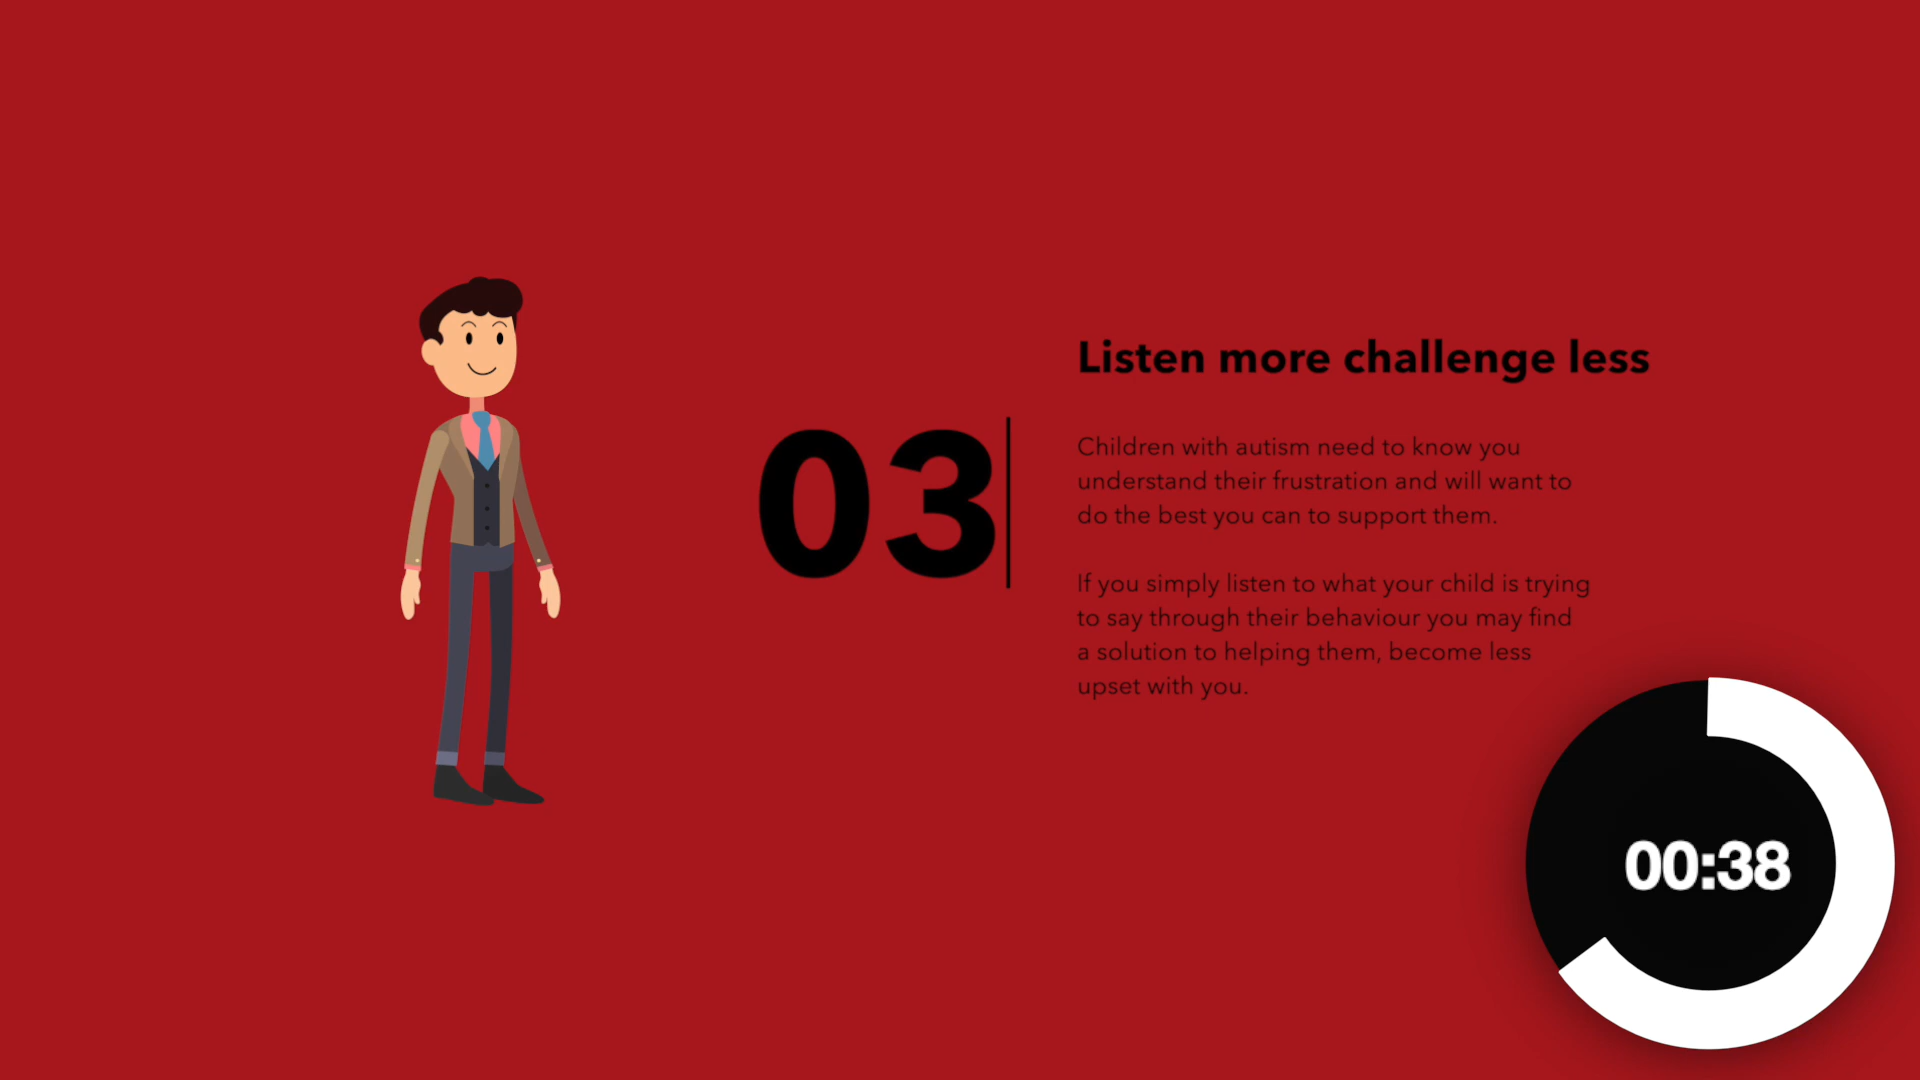 03
Listen more challenge less
Children with autism need to know you
understand their frustration and will want to
do the best you can to support them.
If you simply listen to what your child is trying
to say through their behaviour you may find
a solution to helping them, become less
upset with you.
00:38